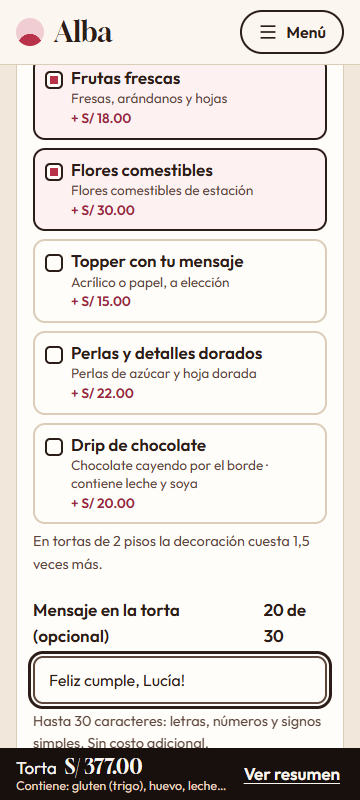 Alba
Menú
Frutas frescas
Fresas, arándanos y hojas
+ S/ 18.00
Flores comestibles
Flores comestibles de estación
+ S/ 30.00
Topper con tu mensaje
Acrílico o papel, a elección
+ S/ 15.00
Perlas y detalles dorados
Perlas de azúcar y hoja dorada
+ S/ 22.00
Drip de chocolate
Chocolate cayendo por el borde ·
contiene leche y soya
+ S/ 20.00
En tortas de 2 pisos la decoración cuesta 1,5
veces más.
Mensaje en la torta 20 de
(opcional) 30
Feliz cumple, Lucía!
Hasta 30 caracteres: letras, números y signos
simples. Sin costo adicional.
Torta S/ 377.00
Contiene: gluten (trigo), huevo, leche...
Ver resumen